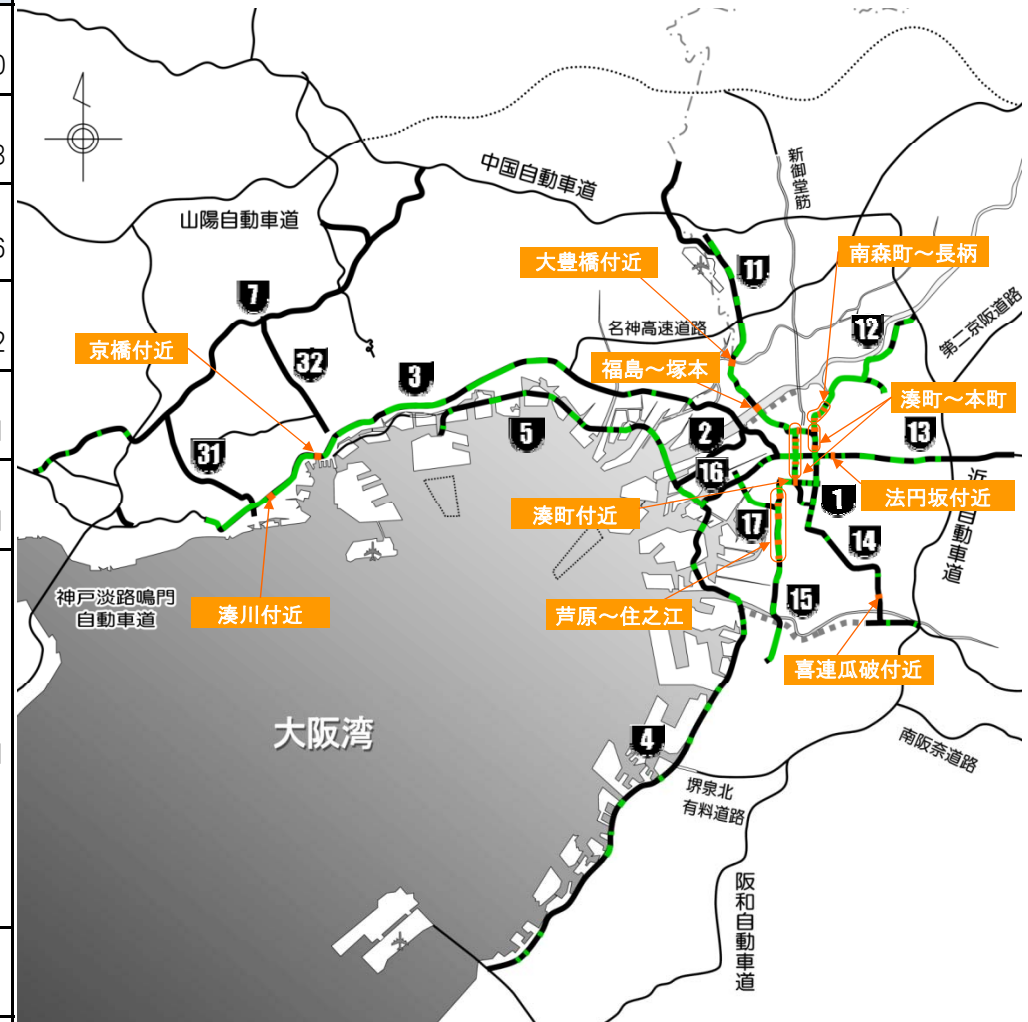 0
3
6
2
新御堂筋
中国自動車道
山陽自動車道
南森町～長柄
大豊橋付近
11
7
名神高速道路
12
第二京阪道路
京橋付近
32
福島～塚本
3
湊町～本町
5
2
13
31
16
近
自動車道
法円坂付近
1
湊町付近
17
14
神戸淡路鳴門
自動車道
湊川付近
芦原～住之江
15
喜連瓜破付近
大阪湾
4
南阪奈道路
堺泉北
有料道路
阪和自動車道